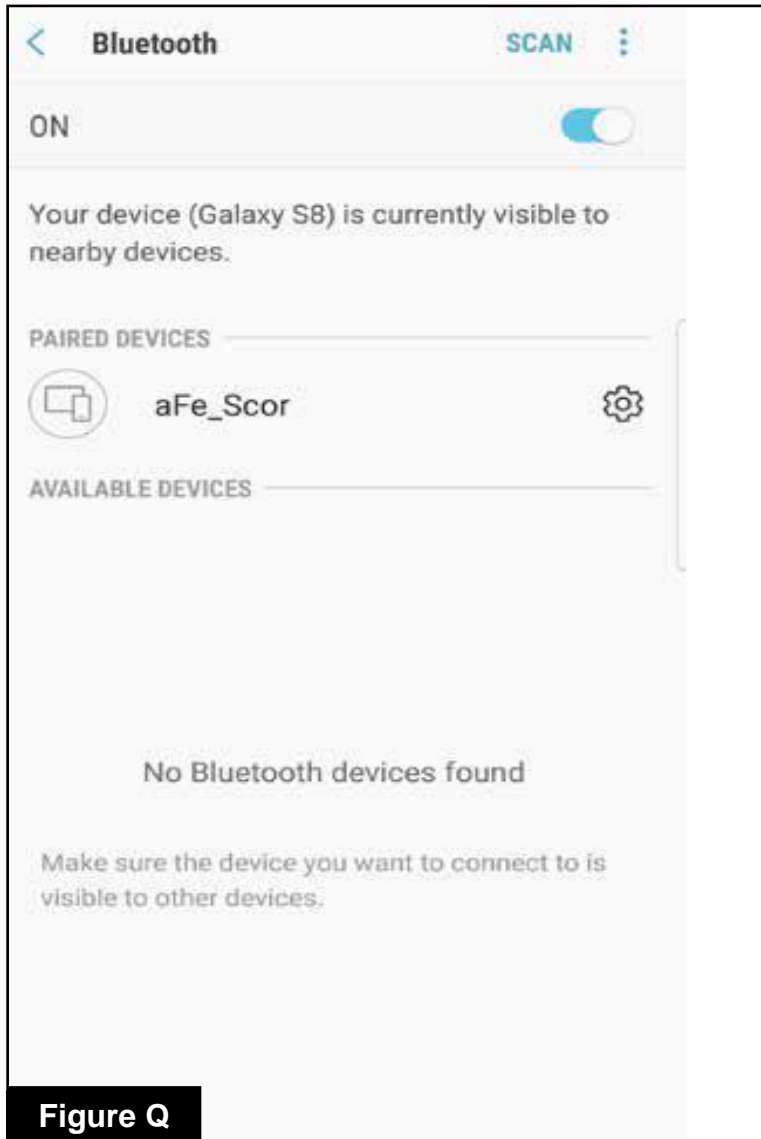 Bluetooth SCAN
ON
Your device (Galaxy S8) is currently visible to
nearby devices.
PAIRED DEVICES
aFe_Scor
AVAILABLE DEVICES
No Bluetooth devices found
Make sure the device you want to connect to is
visible to other devices.
Figure Q